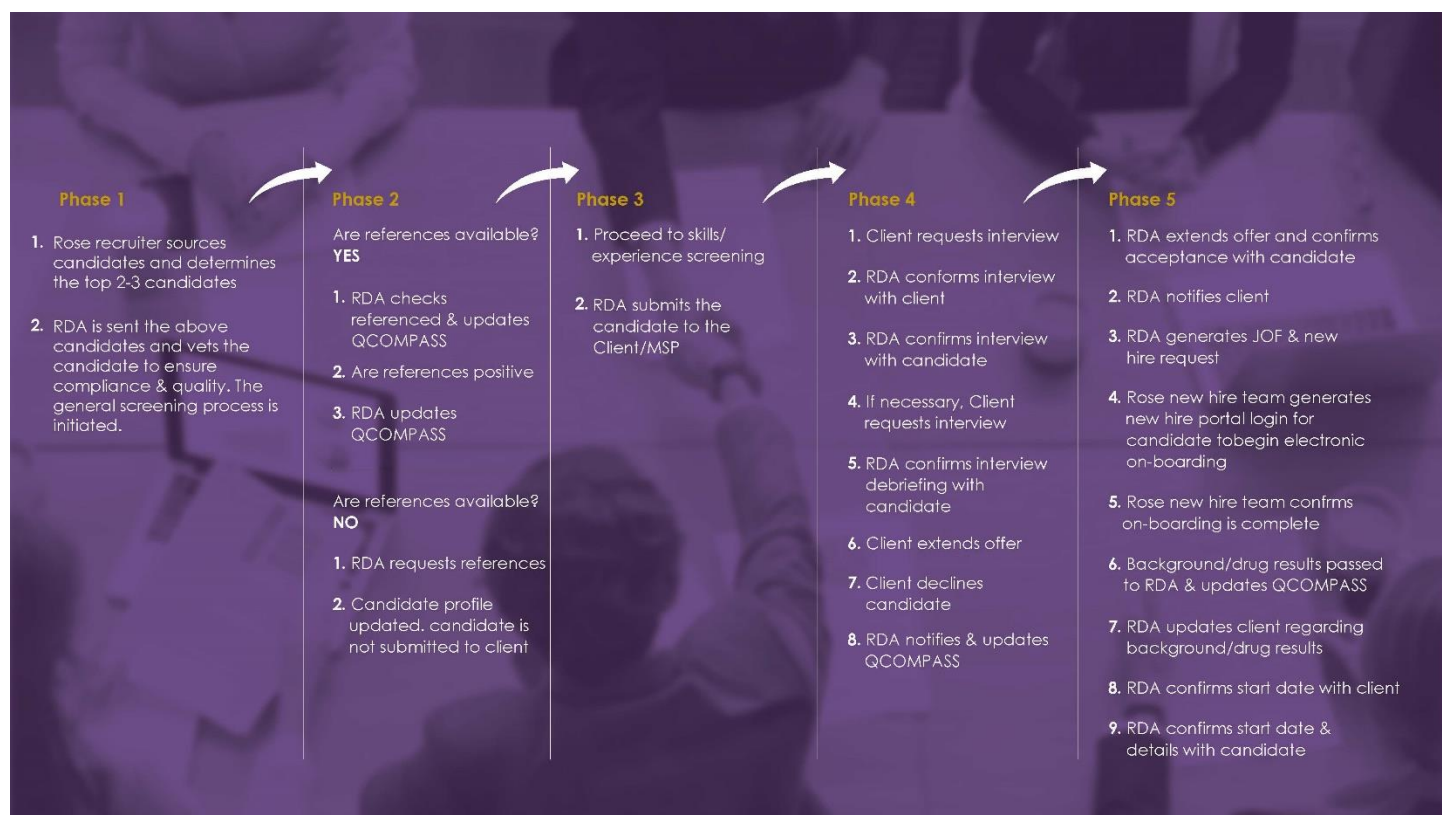 Phase 1
1. Rose recruiter sources
candidates and determines
the top 2-3 candidates
2. RDA is sent the above
candidates and vets the
candidate to ensure
compliance & quality. The
general screening process is
initiated.
Phase 2
Are references available?
YES
1. RDA checks
referenced & updates
QCOMPASS
2. Are references positive
3. RDA updates
QCOMPASS
Are references available?
NO
1. RDA requests references
2. Candidate profile
updated. candidate is
not submitted to client
Phase 3
1. Proceed to skills/
experience screening
2. RDA submits the
candidate to the
Client/MSP
Phase 4
1. Client requests interview
2. RDA conforms interview
with client
3. RDA confirms interview
with candidate
4. If necessary, Client
requests interview
5. RDA confirms interview
debriefing with
candidate
6. Client extends offer
7. Client declines
candidate
8. RDA notifies & updates
QCOMPASS
Phase 5
1. RDA extends offer and confirms
acceptance with candidate
2. RDA notifies client
3. RDA generates JOF & new
hire request
4. Rose new hire team generates
new hire portal login for
candidate tobegin electronic
on-boarding
5. Rose new hire team confrms
on-boarding is complete
6. Background/drug results passed
to RDA & updates QCOMPASS
7. RDA updates client regarding
background/drug results
8. RDA confirms start date with client
9. RDA confirms start date &
details with candidate